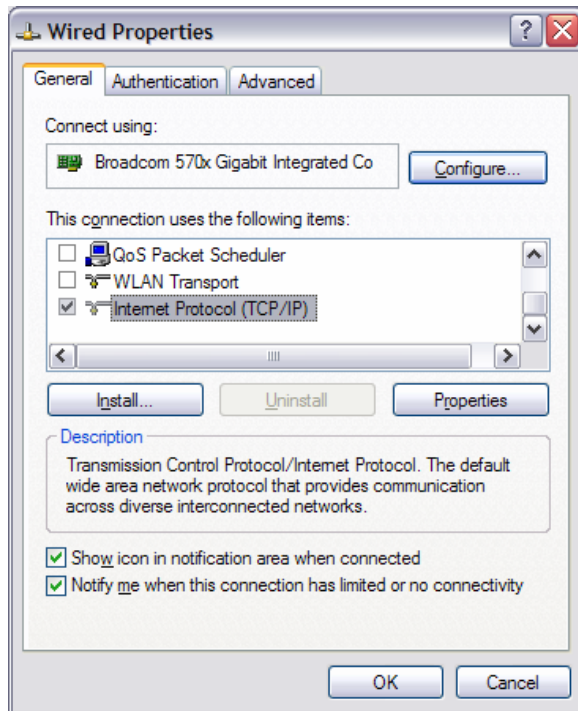 Wired Properties
General Authentication Advanced
Connect using:
Broadcom 570x Gigabit Integrated Co
Configure...
This connection uses the following items:
QoS Packet Scheduler
WLAN Transport
Internet Protocol (TCP/IP)
Install... Uninstall Properties
Description
Transmission Control Protocol/Internet Protocol. The default
wide area network protocol that provides communication
across diverse interconnected networks.
Show icon in notification area when connected
Notify me when this connection has limited or no connectivity
OK Cancel